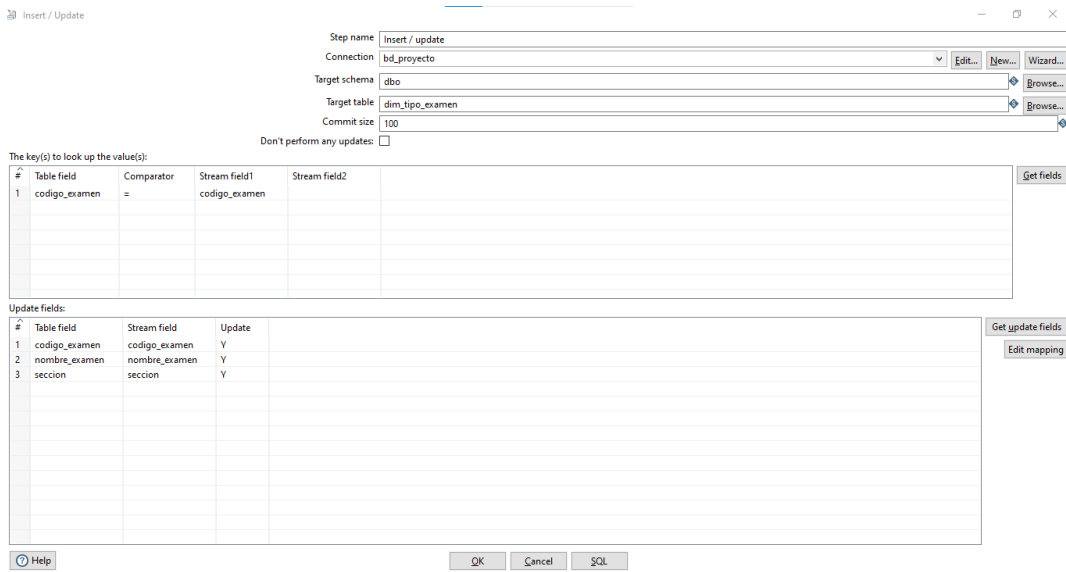 Insert / Update
Step name Insert / update
Connection bd_proyecto Edit... New... Wizard...
Target schema dbo Browse...
Target table dim_tipo_examen Browse...
Commit size 100
Don't perform any updates:
The key(s) to look up the value(s):
# Table field Comparator Stream field1 Stream field2 Get fields
1 codigo_examen = codigo_examen
Update fields:
# Table field Stream field Update Get update fields
1 codigo_examen codigo_examen Y Edit mapping
2 nombre_examen nombre_examen Y
3 seccion seccion Y
Help OK Cancel SQL